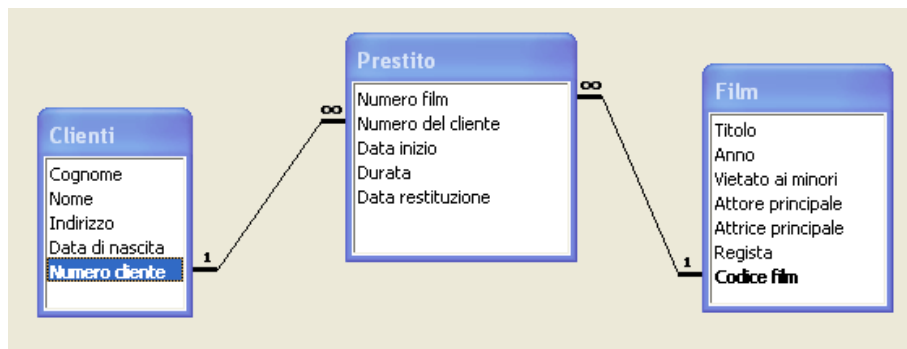 Clienti
Cognome
Nome
Indirizzo
Data di nascita
Numero cliente
1
∞
Prestito
Numero film
Numero del cliente
Data inizio
Durata
Data restituzione
∞
1
Film
Titolo
Anno
Vietato ai minori
Attore principale
Attrice principale
Regista
Codice film